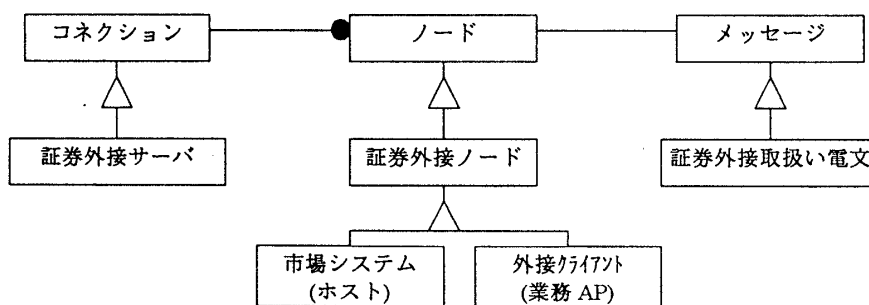 コネクション
ノード
メッセージ
証券外接サーバ
証券外接ノード
証券外接取扱い電文
市場システム
(ホスト)
外接ｸﾗｲｱﾝﾄ
(業務 AP)